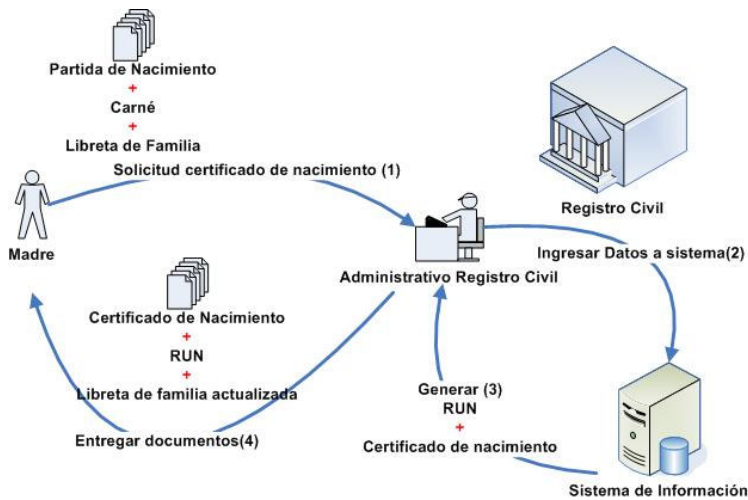 Partida de Nacimiento
+
Carné
+
Libreta de Familia
Solicitud certificado de nacimiento (1)
Madre
Registro Civil
Administrativo Registro Civil
Ingresar Datos a sistema(2)
Certificado de Nacimiento
+
RUN
+
Libreta de familia actualizada
Entregar documentos(4)
Generar (3)
RUN
+
Certificado de nacimiento
Sistema de Información